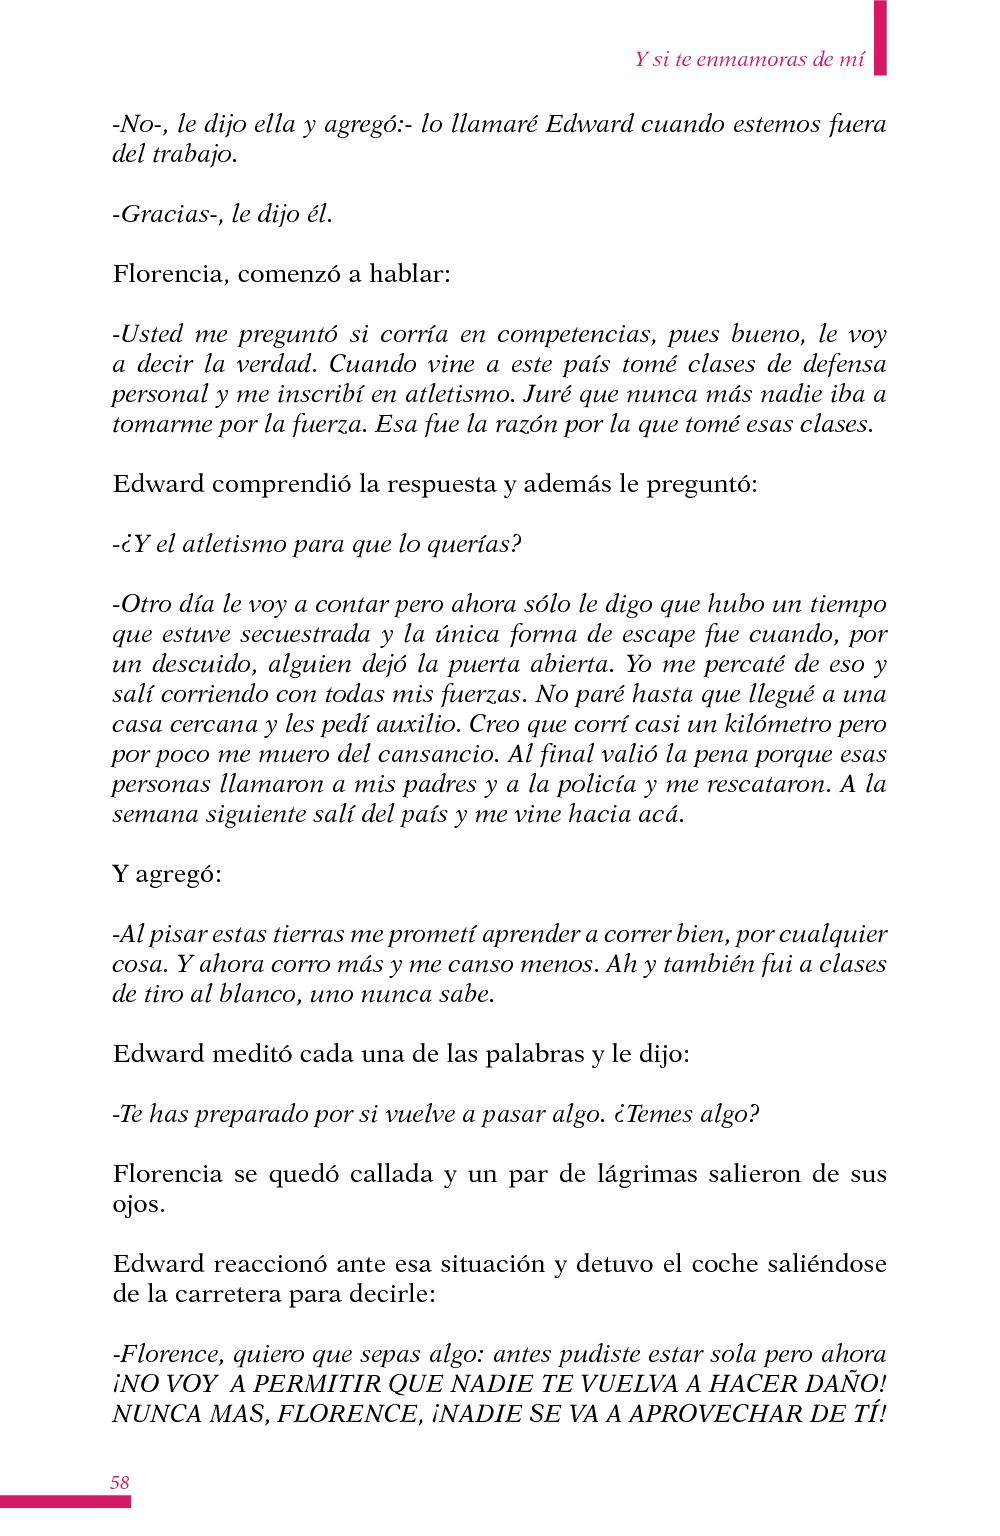 Y si te enmamoras de mí
-No-, le dijo ella y agregó:- lo llamaré Edward cuando estemos fuera
del trabajo.
-Gracias-, le dijo él.
Florencia, comenzó a hablar:
-Usted me preguntó si corría en competencias, pues bueno, le voy
a decir la verdad. Cuando vine a este país tomé clases de defensa
personal y me inscribí en atletismo. Juré que nunca más nadie iba a
tomarme por la fuerza. Esa fue la razón por la que tomé esas clases.
Edward comprendió la respuesta y además le preguntó:
-¿Y el atletismo para que lo querías?
-Otro día le voy a contar pero ahora sólo le digo que hubo un tiempo
que estuve secuestrada y la única forma de escape fue cuando, por
un descuido, alguien dejó la puerta abierta. Yo me percaté de eso y
salí corriendo con todas mis fuerzas. No paré hasta que llegué a una
casa cercana y les pedí auxilio. Creo que corrí casi un kilómetro pero
por poco me muero del cansancio. Al final valió la pena porque esas
personas llamaron a mis padres y a la policía y me rescataron. A la
semana siguiente salí del país y me vine hacia acá.
Y agregó:
-Al pisar estas tierras me prometí aprender a correr bien, por cualquier
cosa. Y ahora corro más y me canso menos. Ah y también fui a clases
de tiro al blanco, uno nunca sabe.
Edward meditó cada una de las palabras y le dijo:
-Te has preparado por si vuelve a pasar algo. ¿Temes algo?
Florencia se quedó callada y un par de lágrimas salieron de sus
ojos.
Edward reaccionó ante esa situación y detuvo el coche saliéndose
de la carretera para decirle:
-Florence, quiero que sepas algo: antes pudiste estar sola pero ahora
¡NO VOY  A PERMITIR QUE NADIE TE VUELVA A HACER DAÑO!
NUNCA MAS, FLORENCE, ¡NADIE SE VA A APROVECHAR DE TÍ!
58